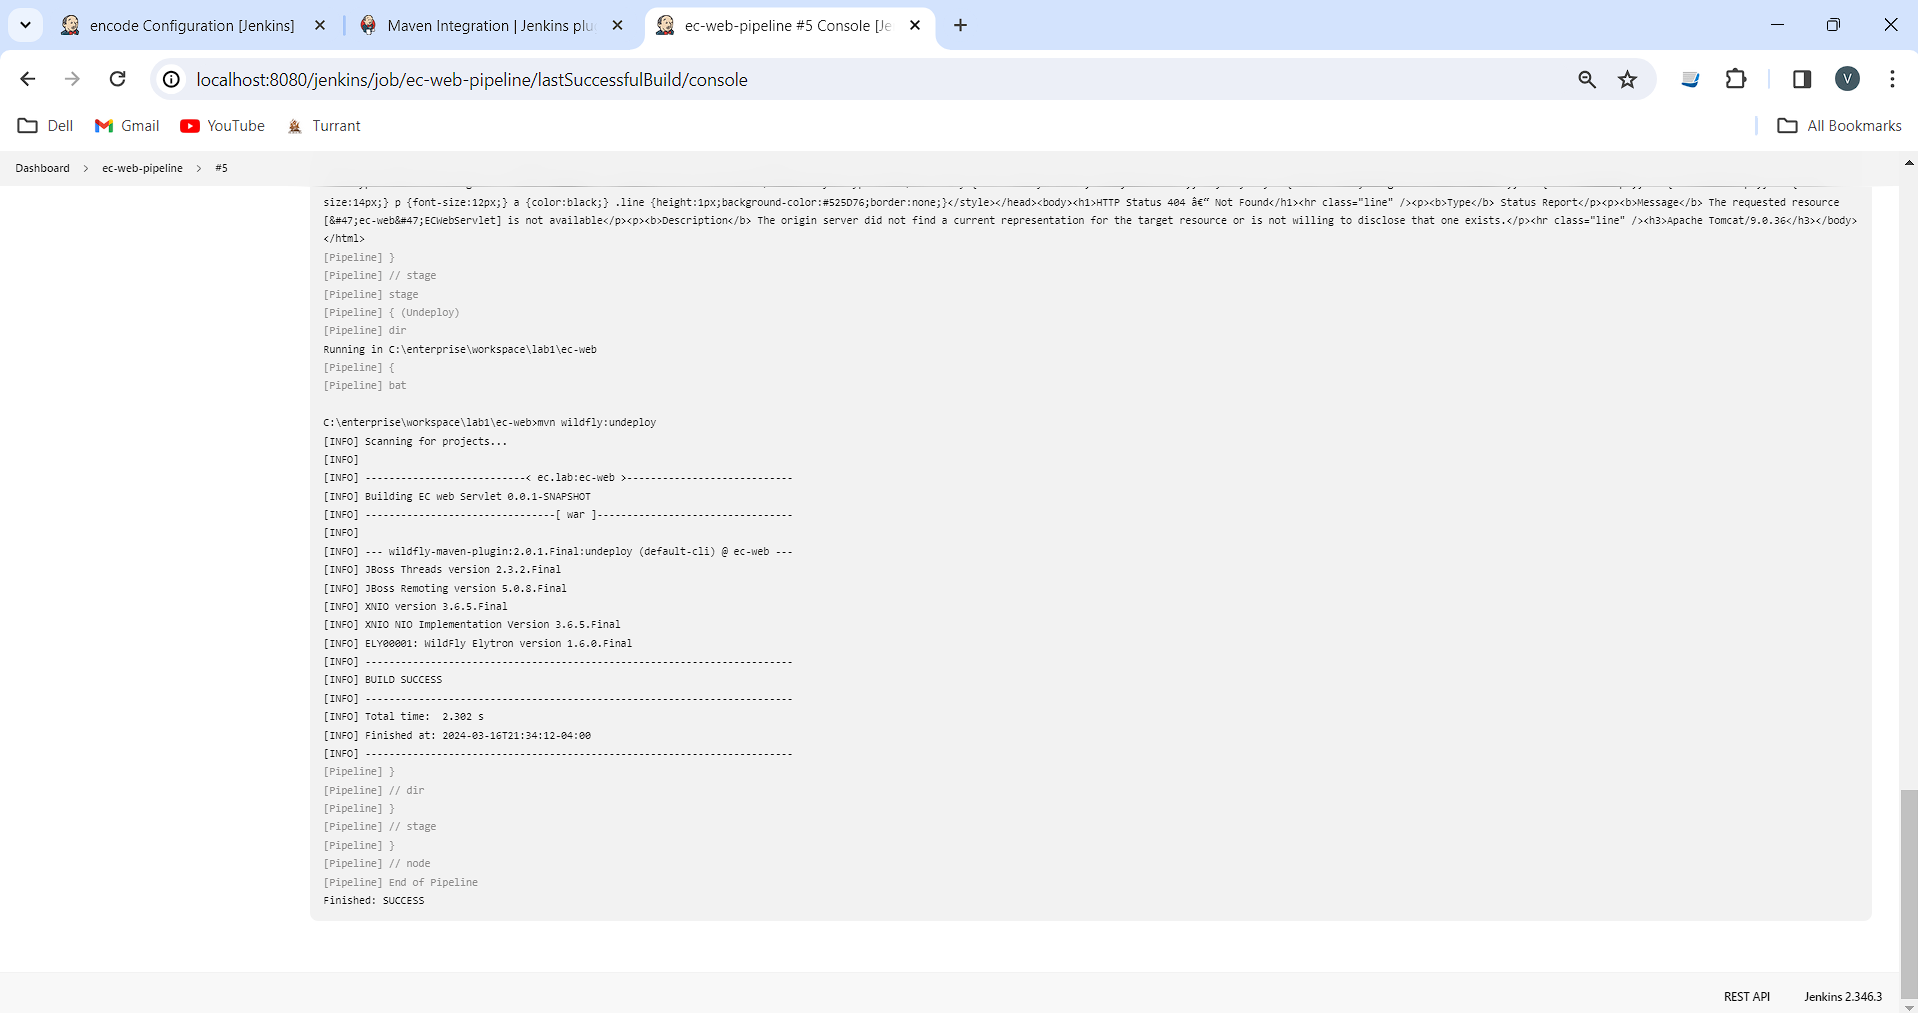 encode Configuration [Jenkins]
Maven Integration | Jenkins plu
ec-web-pipeline #5 Console [Je
localhost:8080/jenkins/job/ec-web-pipeline/lastSuccessfulBuild/console
V
Dell
Gmail
YouTube
Turrant
All Bookmarks
Dashboard > ec-web-pipeline > #5
size:14px;} p {font-size:12px;} a {color:black;} .line {height:1px;background-color:#525D76;border:none;}</style></head><body><h1>HTTP Status 404 â€“ Not Found</h1><hr class="line" /><p><b>Type</b> Status Report</p><p><b>Message</b> The requested resource
[&#47;ec-web&#47;ECWebServlet] is not available</p><p><b>Description</b> The origin server did not find a current representation for the target resource or is not willing to disclose that one exists.</p><hr class="line" /><h3>Apache Tomcat/9.0.36</h3></body>
</html>
[Pipeline] }
[Pipeline] // stage
[Pipeline] stage
[Pipeline] { (Undeploy)
[Pipeline] dir
Running in C:\enterprise\workspace\lab1\ec-web
[Pipeline] {
[Pipeline] bat
C:\enterprise\workspace\lab1\ec-web>mvn wildfly:undeploy
[INFO] Scanning for projects...
[INFO]
[INFO] ---------------------------< ec.lab:ec-web >----------------------------
[INFO] Building EC web Servlet 0.0.1-SNAPSHOT
[INFO] --------------------------------[ war ]---------------------------------
[INFO]
[INFO] --- wildfly-maven-plugin:2.0.1.Final:undeploy (default-cli) @ ec-web ---
[INFO] JBoss Threads version 2.3.2.Final
[INFO] JBoss Remoting version 5.0.8.Final
[INFO] XNIO version 3.6.5.Final
[INFO] XNIO NIO Implementation Version 3.6.5.Final
[INFO] ELY00001: WildFly Elytron version 1.6.0.Final
[INFO] ------------------------------------------------------------------------
[INFO] BUILD SUCCESS
[INFO] ------------------------------------------------------------------------
[INFO] Total time:  2.302 s
[INFO] Finished at: 2024-03-16T21:34:12-04:00
[INFO] ------------------------------------------------------------------------
[Pipeline] }
[Pipeline] // dir
[Pipeline] }
[Pipeline] // stage
[Pipeline] }
[Pipeline] // node
[Pipeline] End of Pipeline
Finished: SUCCESS
REST API
Jenkins 2.346.3